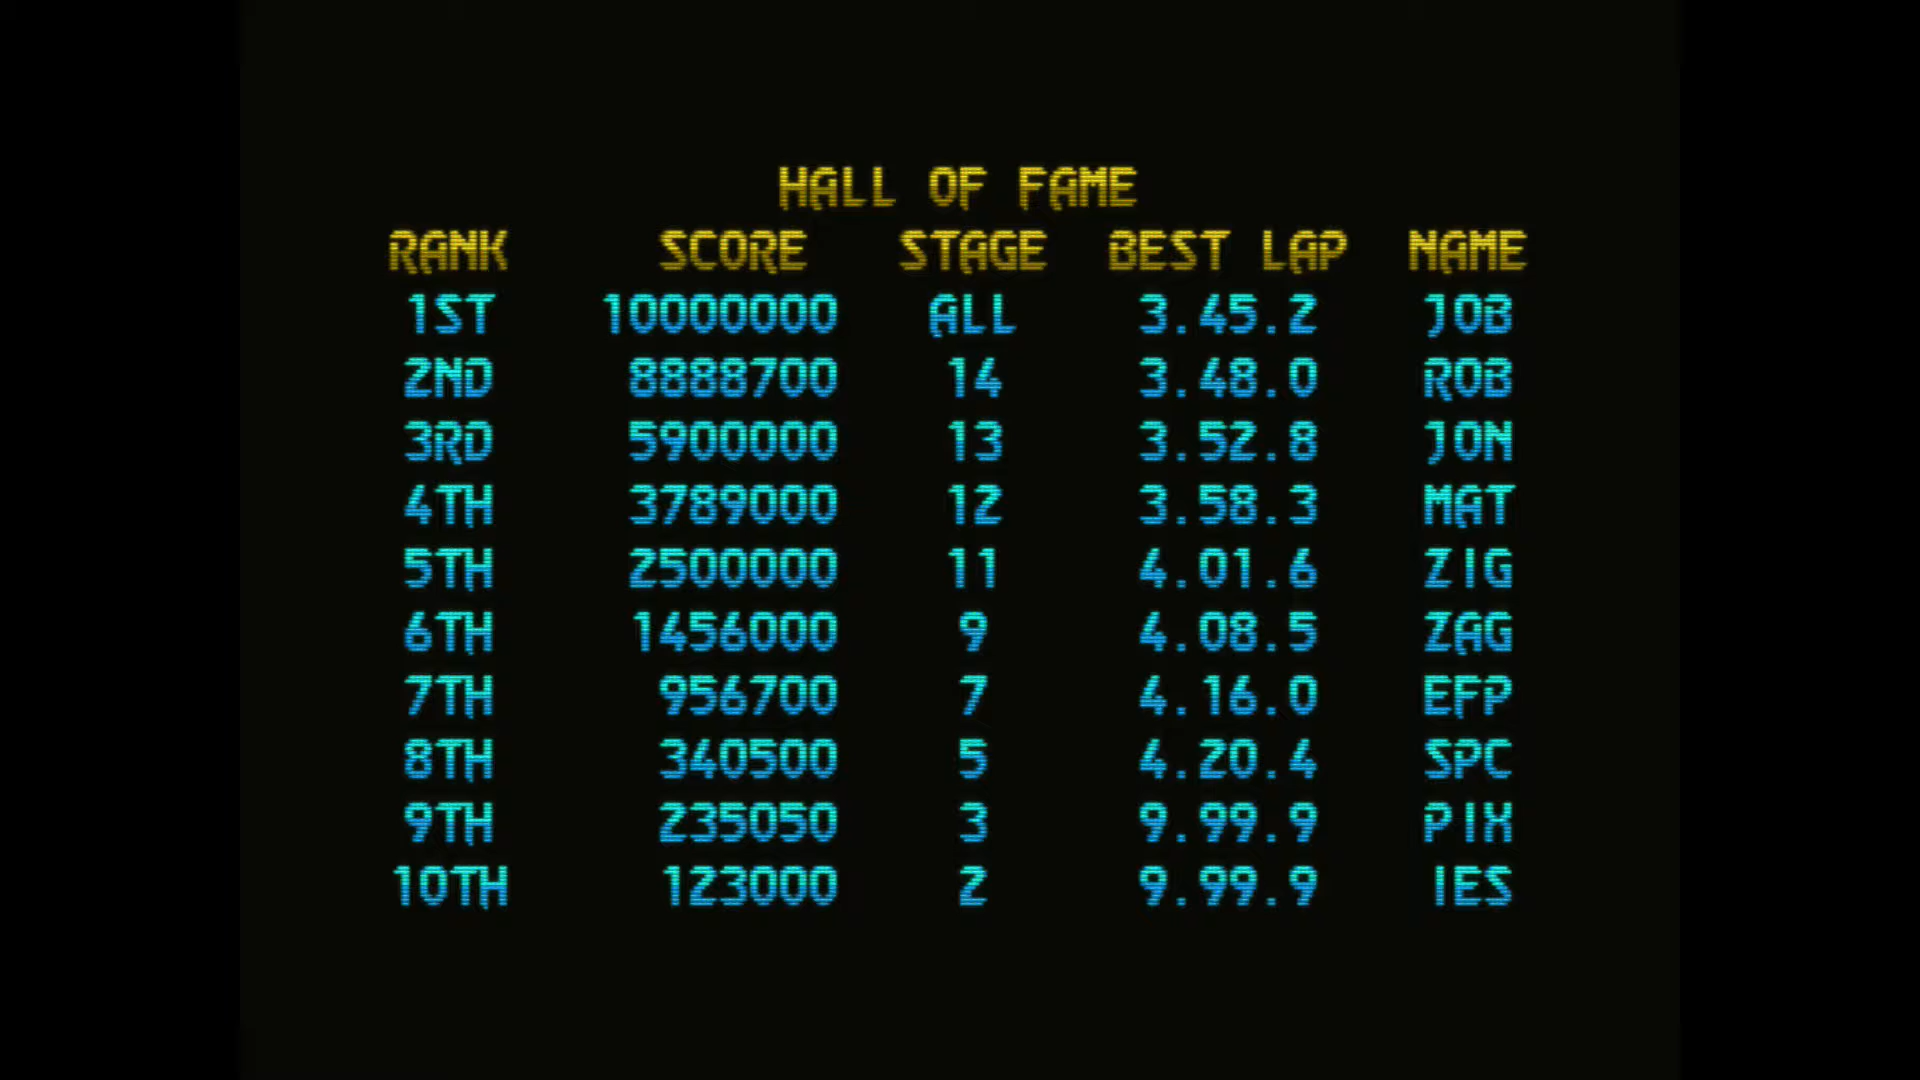 HALL OF FAME
RANK SCORE STAGE BEST LAP NAME
1ST 10000000 ALL 3.45.2 JOB
2ND 8888700 14 3.48.0 ROB
3RD 5900000 13 3.52.8 JON
4TH 3789000 12 3.58.3 MAT
5TH 2500000 11 4.01.6 ZIG
6TH 1456000 9 4.08.5 ZAG
7TH 956700 7 4.16.0 EFP
8TH 340500 5 4.20.4 SPC
9TH 235050 3 9.99.9 PIX
10TH 123000 2 9.99.9 IES